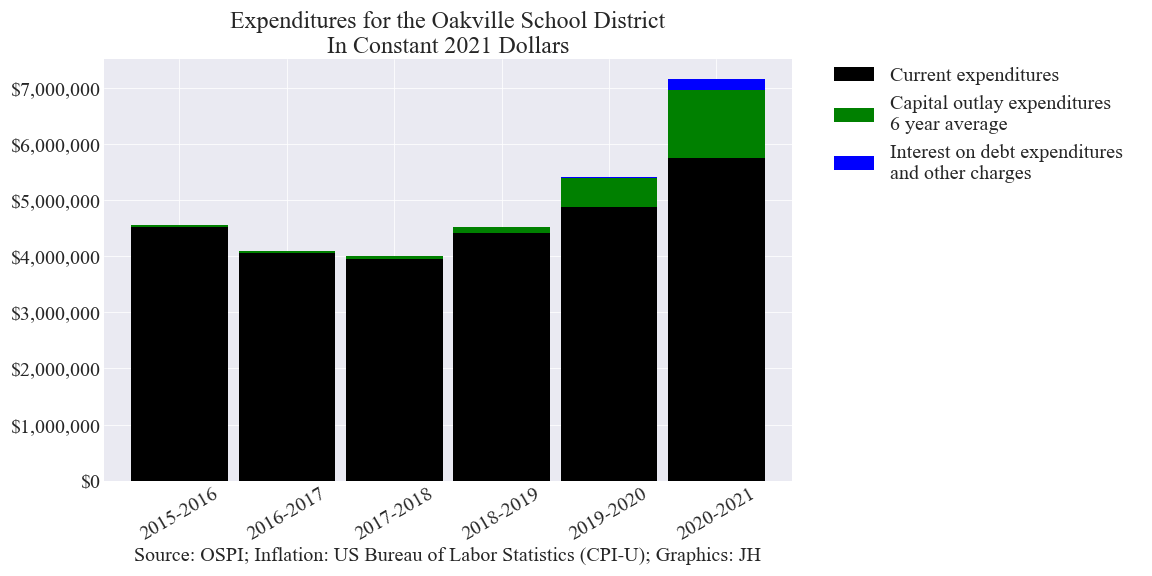 Expenditures for the Oakville School District
In Constant 2021 Dollars
$7,000,000
$6,000,000
$5,000,000
$4,000,000
$3,000,000
$2,000,000
$1,000,000
$0
2015-2016
2016-2017
2017-2018
2018-2019
2019-2020
2020-2021
Source: OSPI; Inflation: US Bureau of Labor Statistics (CPI-U); Graphics: JH
Current expenditures
Capital outlay expenditures
6 year average
Interest on debt expenditures
and other charges